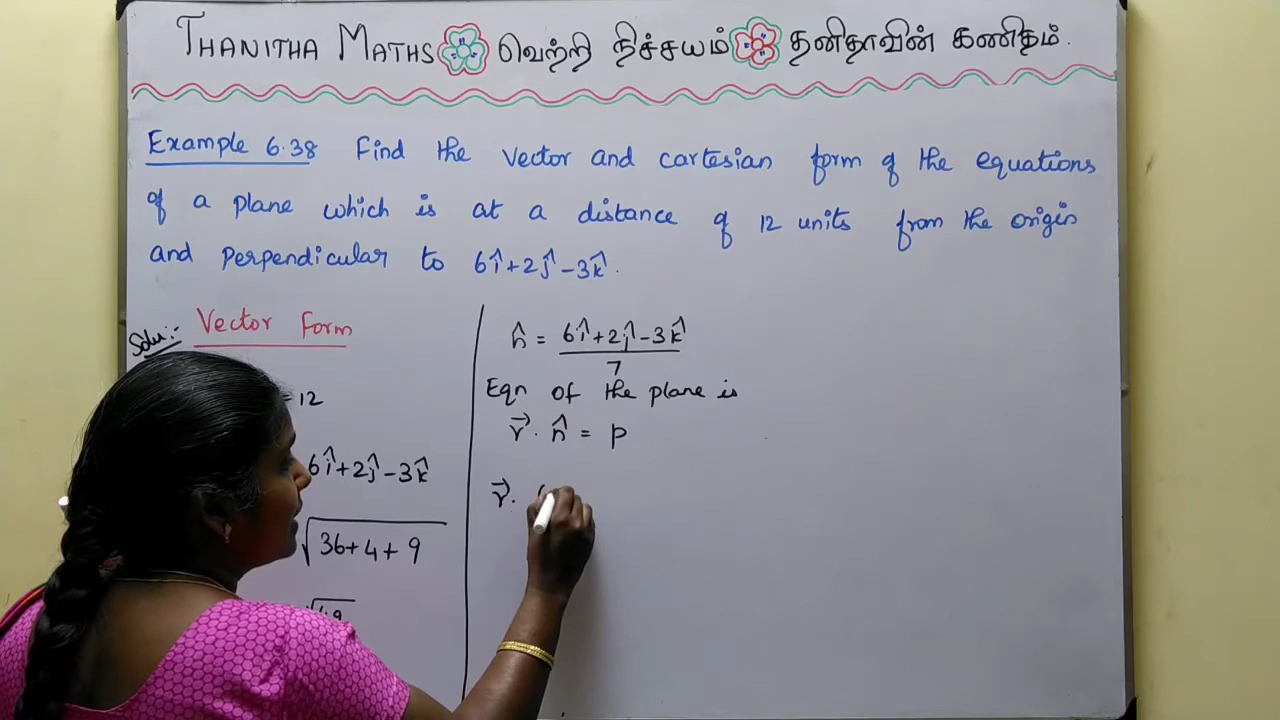 THANITHA MATHS வெற்றி நிச்சயம் தனிதாவின் கணிதம்.
Example 6.38 Find the Vector and cartesian form of the equations
of a plane which is at a distance of 12 units from the origin
and perpendicular to 6î+2ĵ-3k̂.
Solu:-
Vector Form
= 12
6î+2ĵ-3k̂
√36+4+9
√49
n̂ = 6î+2ĵ-3k̂
7
Eqn of the plane is
r⃗. n̂ = p
r⃗.